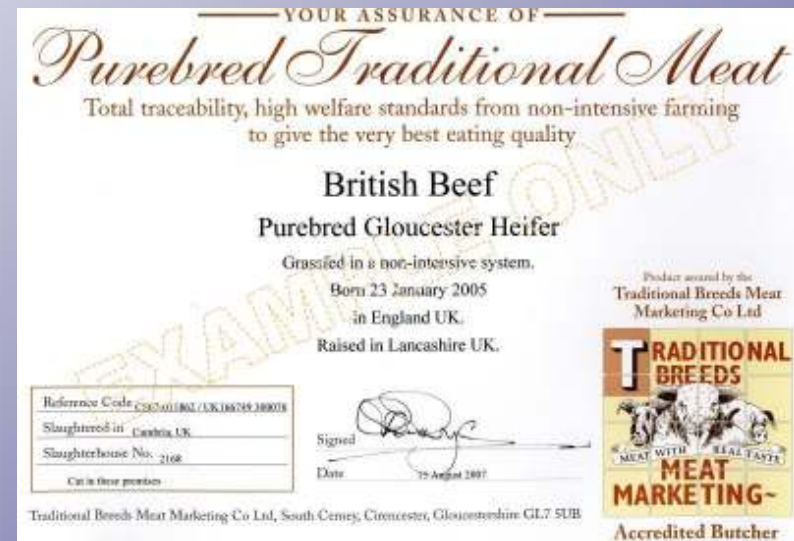 YOUR ASSURANCE OF
Purebred Traditional Meat
Total traceability, high welfare standards from non-intensive farming
to give the very best eating quality
British Beef
Purebred Gloucester Heifer
Grassfed in a non-intensive system.
Born 23 January 2005
in England UK.
Raised in Lancashire UK.
EXAMPLE ONLY
Reference Code
Slaughtered in Cumbria, UK
Slaughterhouse No. 2168
Cut in these premises
Signed
Date 15 August 2007
Product assured by the
Traditional Breeds Meat
Marketing Co Ltd
TRADITIONAL
BREEDS
MEAT WITH REAL TASTE
MEAT
MARKETING~
Accredited Butcher
Traditional Breeds Meat Marketing Co Ltd, South Cerney, Cirencester, Gloucestershire GL7 5UB